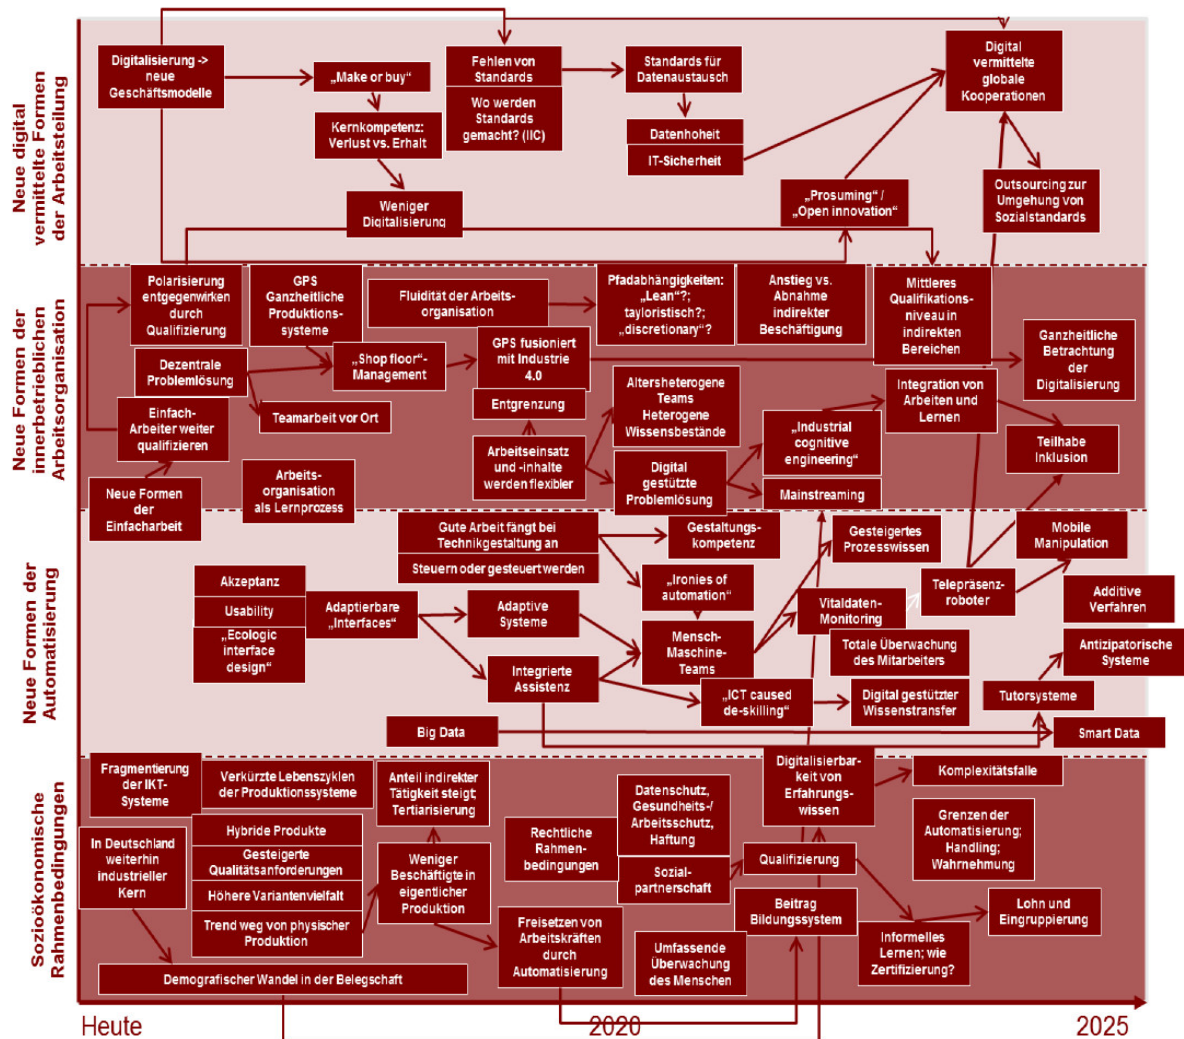 Neue digital
vermittelte Formen
der Arbeitsteilung
Digitalisierung ->
neue
Geschäftsmodelle
„Make or buy“
Kernkompetenz:
Verlust vs. Erhalt
Weniger
Digitalisierung
Fehlen von
Standards
Wo werden
Standards
gemacht? (IIC)
Standards für
Datenaustausch
Datenhoheit
IT-Sicherheit
„Prosuming“ /
„Open innovation“
Digital
vermittelte
globale
Kooperationen
Outsourcing zur
Umgehung von
Sozialstandards
Neue Formen der
innerbetrieblichen
Arbeitsorganisation
Polarisierung
entgegenwirken
durch
Qualifizierung
GPS
Ganzheitliche
Produktions-
systeme
Fluidität der Arbeits-
organisation
Pfadabhängigkeiten:
„Lean“?;
tayloristisch?;
„discretionary“?
Anstieg vs.
Abnahme
indirekter
Beschäftigung
Mittleres
Qualifikations-
niveau in
indirekten
Bereichen
Ganzheitliche
Betrachtung
der
Digitalisierung
Dezentrale
Problemlösung
„Shop floor“-
Management
GPS fusioniert
mit Industrie
4.0
Teamarbeit vor Ort
Einfach-
Arbeiter weiter
qualifizieren
Entgrenzung
Arbeitseinsatz
und -inhalte
werden flexibler
Altersheterogene
Teams
Heterogene
Wissensbestände
Digital
gestützte
Problemlösung
„Industrial
cognitive
engineering“
Mainstreaming
Integration von
Arbeiten und
Lernen
Teilhabe
Inklusion
Neue Formen
der
Einfacharbeit
Arbeits-
organisation
als Lernprozess
Neue Formen der
Automatisierung
Gute Arbeit fängt bei
Technikgestaltung an
Steuern oder gesteuert werden
Gestaltungs-
kompetenz
Gesteigertes
Prozesswissen
Mobile
Manipulation
Akzeptanz
Usability
„Ecologic
interface
design“
Adaptierbare
„Interfaces“
Adaptive
Systeme
Integrierte
Assistenz
„Ironies of
automation“
Mensch-
Maschine-
Teams
„ICT caused
de-skilling“
Vitaldaten-
Monitoring
Totale Überwachung
des Mitarbeiters
Digital gestützter
Wissenstransfer
Telepräsenz-
roboter
Additive
Verfahren
Antizipatorische
Systeme
Tutorsysteme
Big Data
Smart Data
Sozioökonomische
Rahmenbedingungen
Fragmentierung
der IKT-
Systeme
Verkürzte Lebenszyklen
der Produktionssysteme
Anteil indirekter
Tätigkeit steigt;
Tertiarisierung
In Deutschland
weiterhin
industrieller
Kern
Hybride Produkte
Gesteigerte
Qualitätsanforderungen
Höhere Variantenvielfalt
Trend weg von physischer
Produktion
Weniger
Beschäftigte in
eigentlicher
Produktion
Rechtliche
Rahmen-
bedingungen
Datenschutz,
Gesundheits-/
Arbeitsschutz,
Haftung
Sozial-
partnerschaft
Digitalisierbar-
keit von
Erfahrungs-
wissen
Qualifizierung
Beitrag
Bildungssystem
Komplexitätsfalle
Grenzen der
Automatisierung;
Handling;
Wahrnehmung
Lohn und
Eingruppierung
Informelles
Lernen; wie
Zertifizierung?
Freisetzen von
Arbeitskräften
durch
Automatisierung
Umfassende
Überwachung
des Menschen
Demografischer Wandel in der Belegschaft
Heute
2020
2025